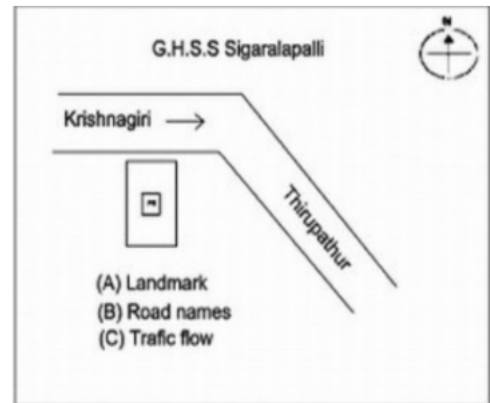 N
G.H.S.S Sigaralapalli
Krishnagiri
Thirupathur
(A) Landmark
(B) Road names
(C) Trafic flow